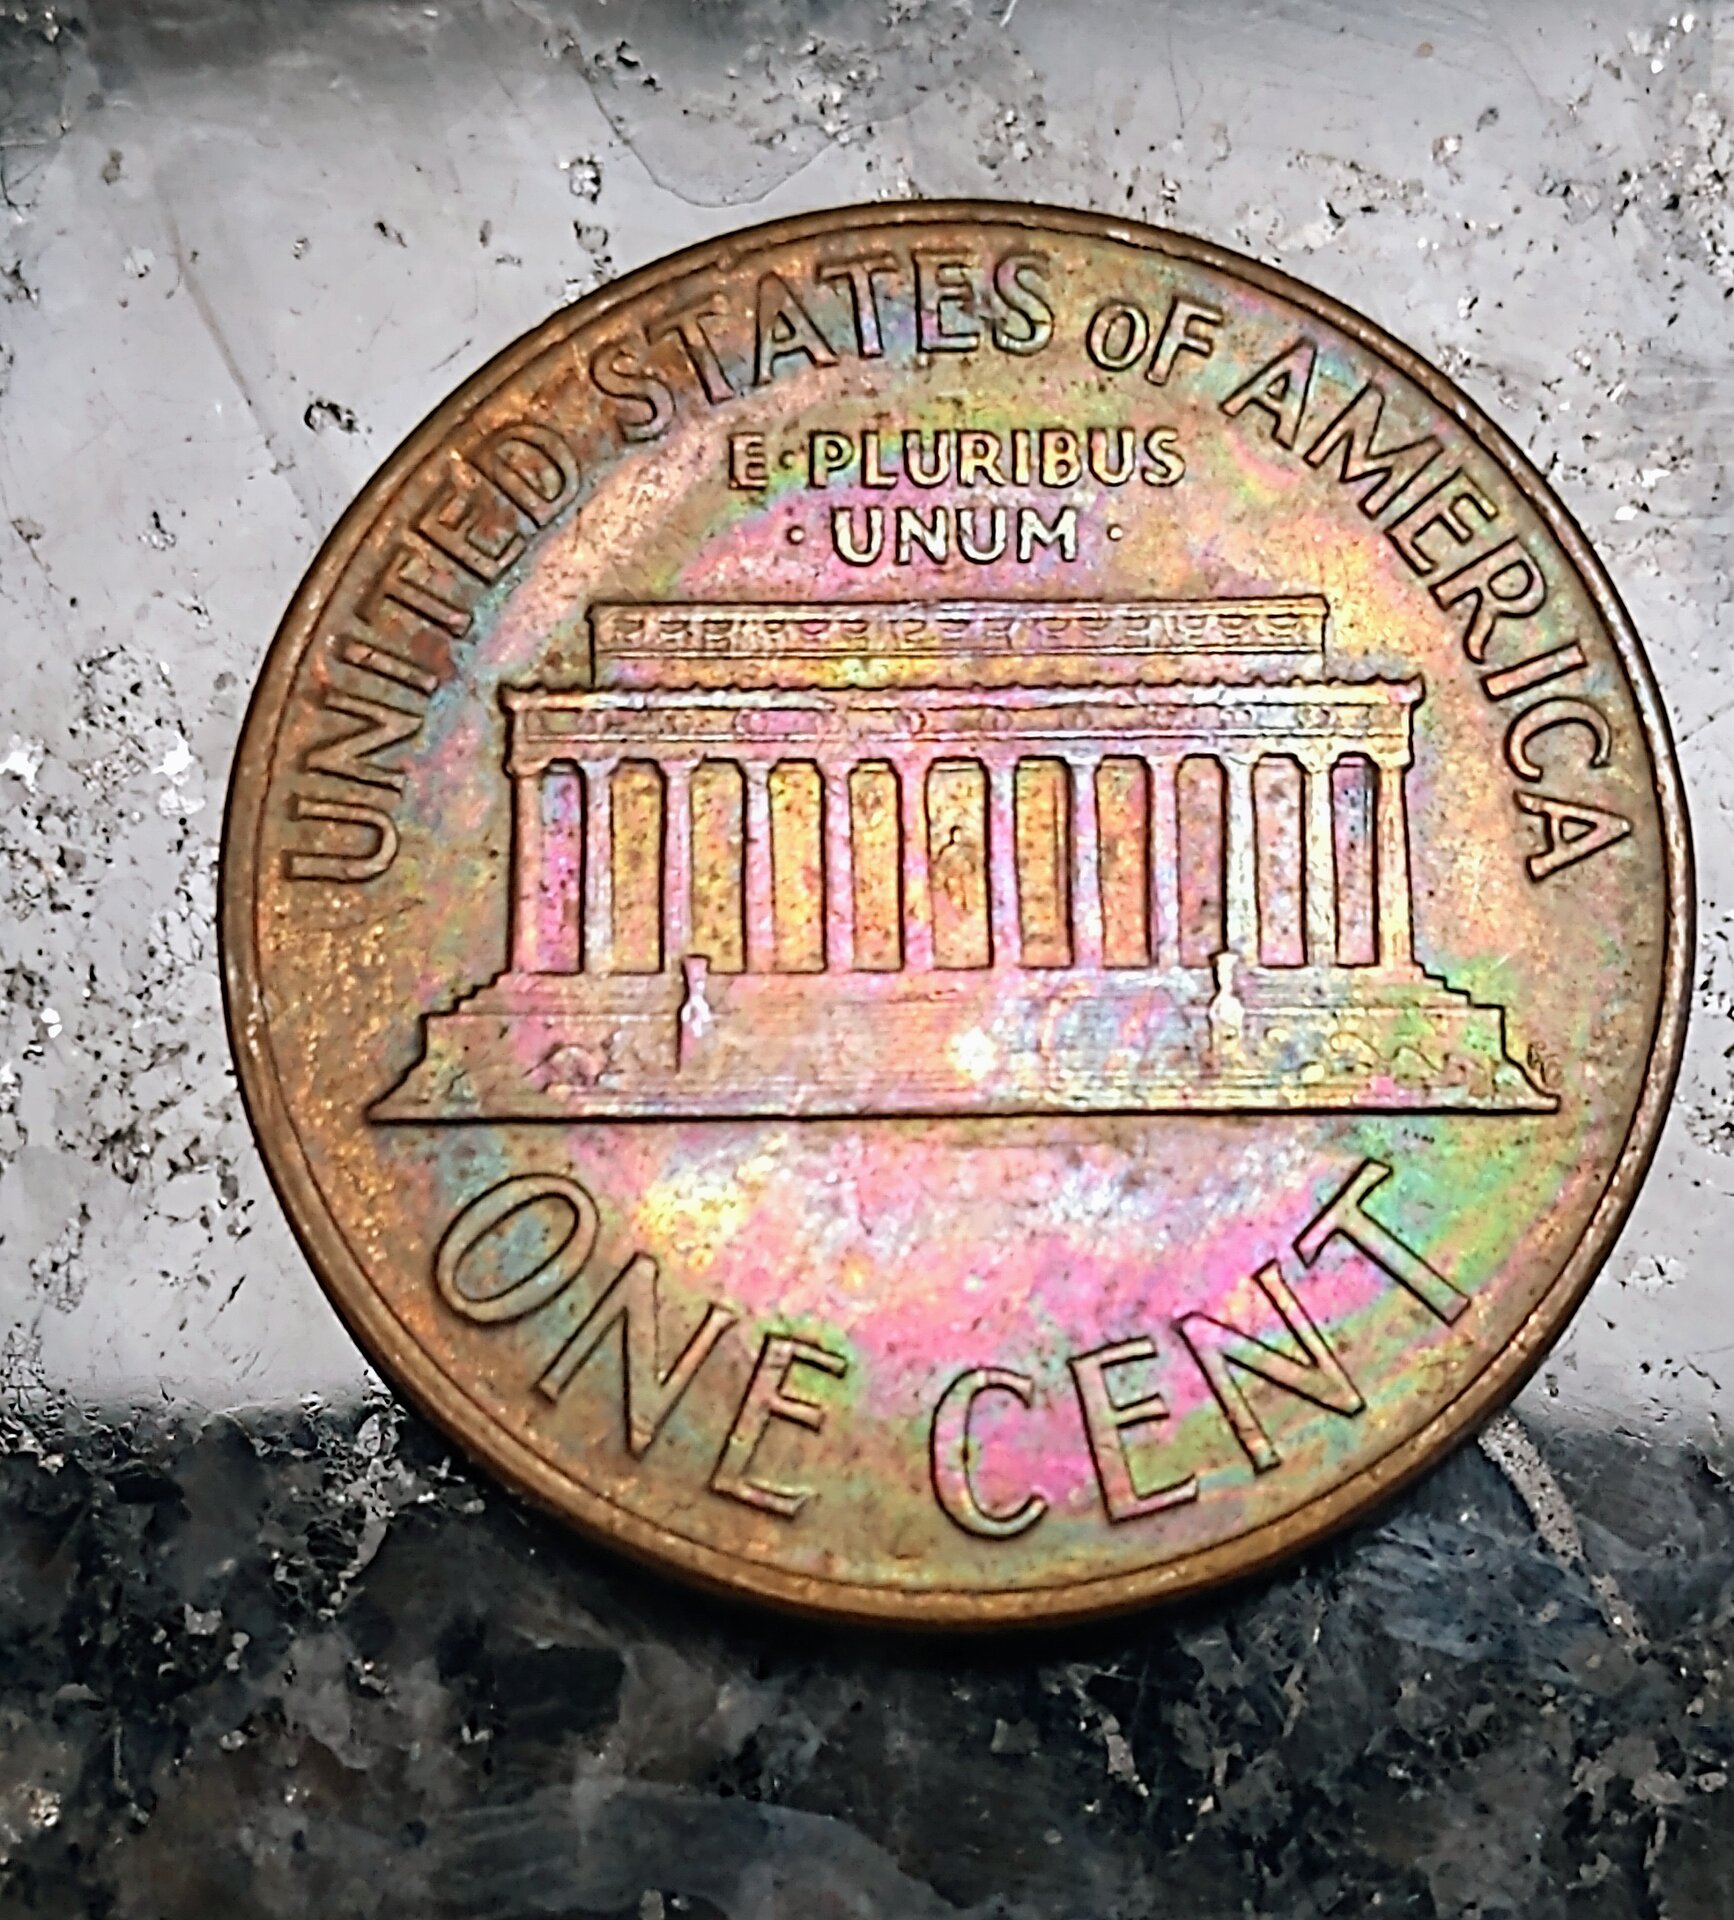 UNITED STATES OF AMERICA
E·PLURIBUS
·UNUM·
ONE CENT